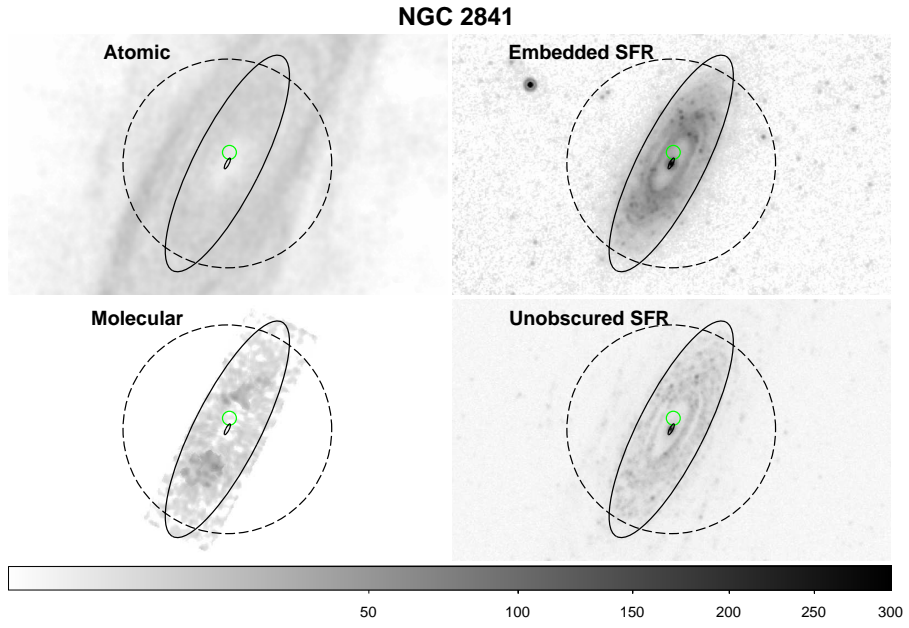 NGC 2841
Atomic
Embedded SFR
Molecular
Unobscured SFR
50 100 150 200 250 300